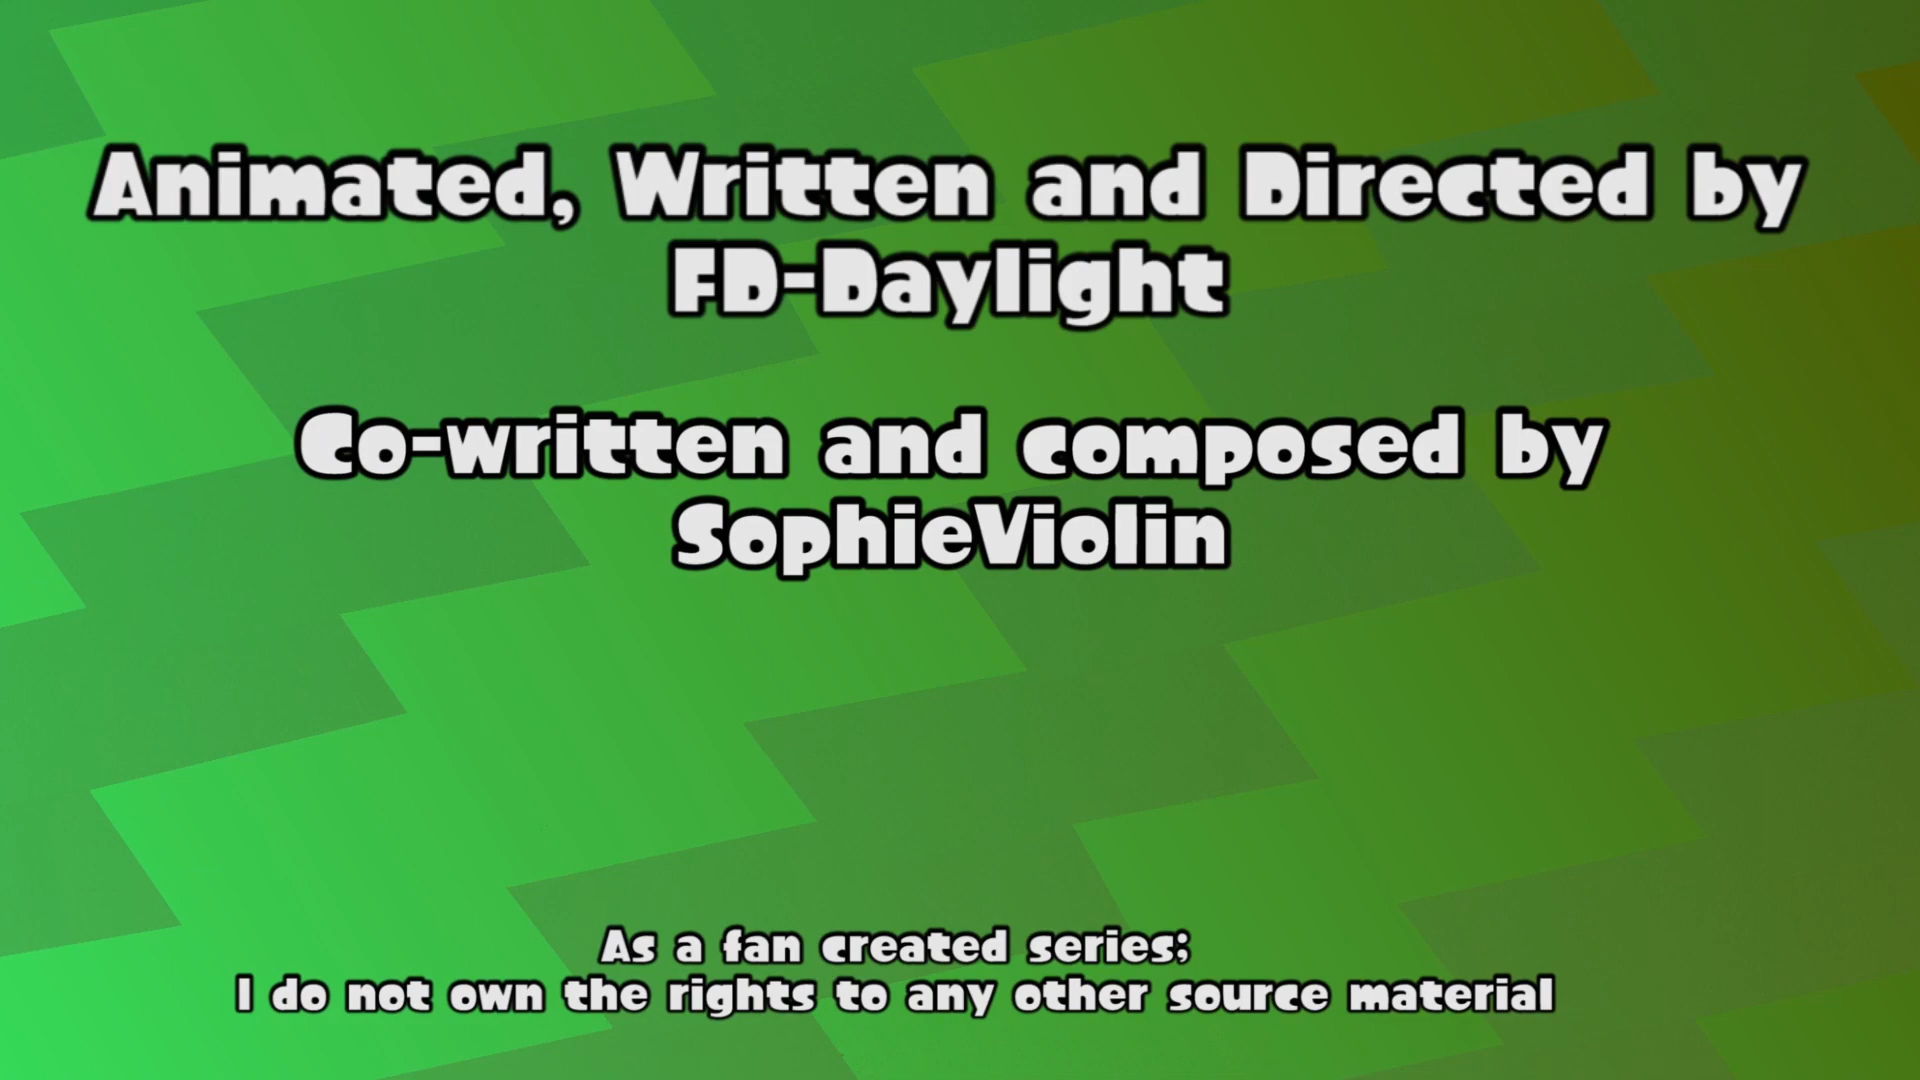 Animated, Written and Directed by
FD-Daylight
Co-written and composed by
SophieViolin
As a fan created series;
I do not own the rights to any other source material